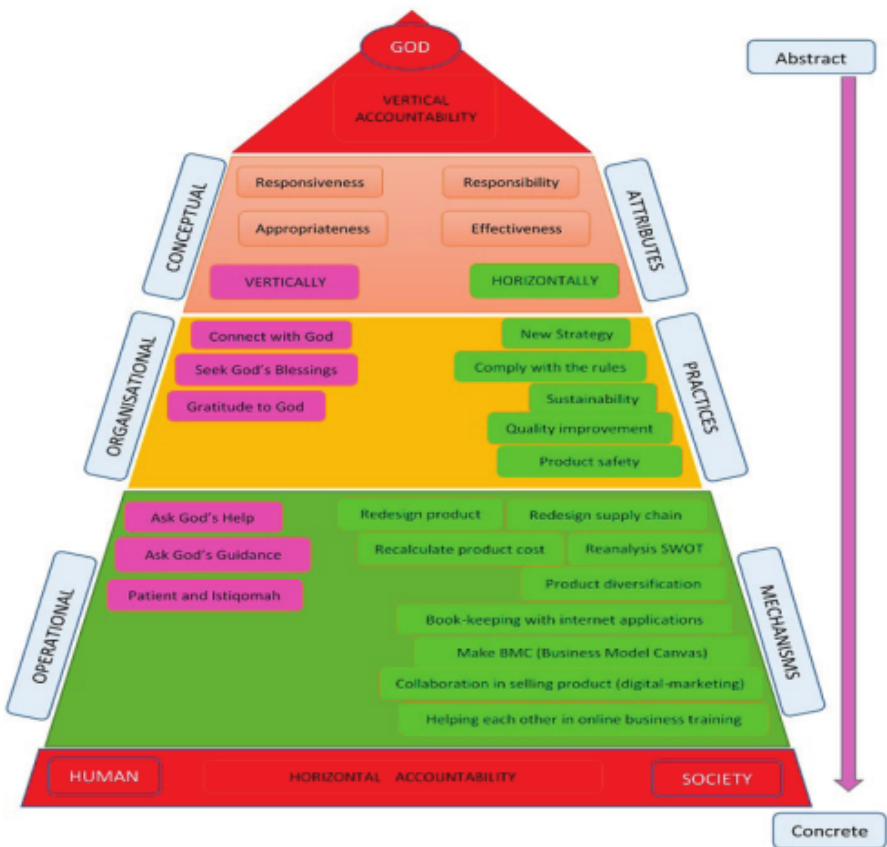 GOD
Abstract
VERTICAL
ACCOUNTABILITY
CONCEPTUAL
ATTRIBUTES
Responsiveness
Responsibility
Appropriateness
Effectiveness
VERTICALLY
HORIZONTALLY
ORGANISATIONAL
PRACTICES
Connect with God
New Strategy
Seek God's Blessings
Comply with the rules
Gratitude to God
Sustainability
Quality improvement
Product safety
OPERATIONAL
MECHANISMS
Ask God's Help
Redesign product
Redesign supply chain
Ask God's Guidance
Recalculate product cost
Reanalysis SWOT
Patient and Istiqomah
Product diversification
Book-keeping with internet applications
Make BMC (Business Model Canvas)
Collaboration in selling product (digital-marketing)
Helping each other in online business training
HUMAN
HORIZONTAL ACCOUNTABILITY
SOCIETY
Concrete